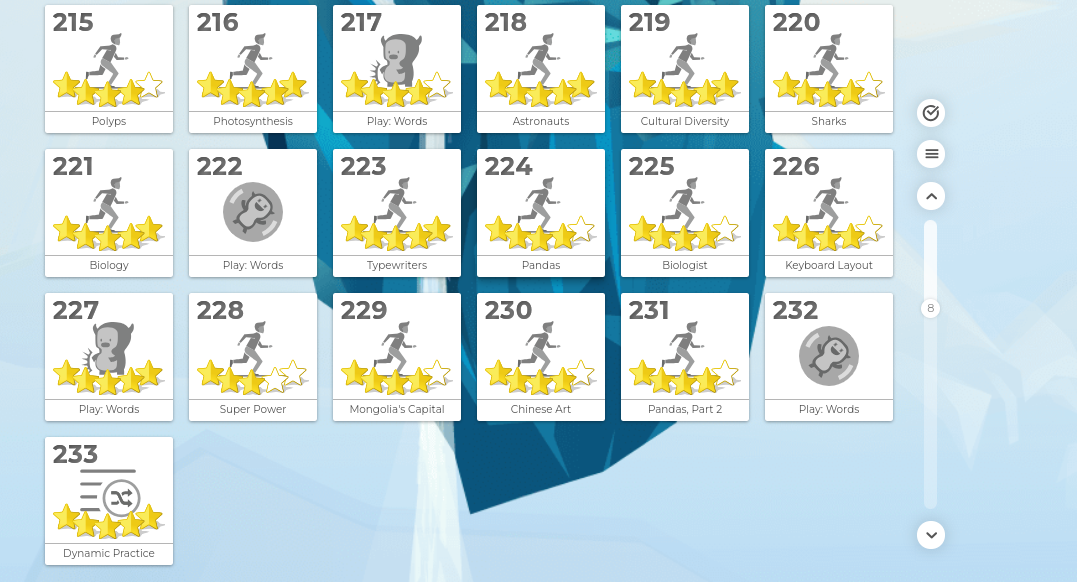 215
Polyps
216
Photosynthesis
217
Play: Words
218
Astronauts
219
Cultural Diversity
220
Sharks
221
Biology
222
Play: Words
223
Typewriters
224
Pandas
225
Biologist
226
Keyboard Layout
227
Play: Words
228
Super Power
229
Mongolia's Capital
230
Chinese Art
231
Pandas, Part 2
232
Play: Words
233
Dynamic Practice
8